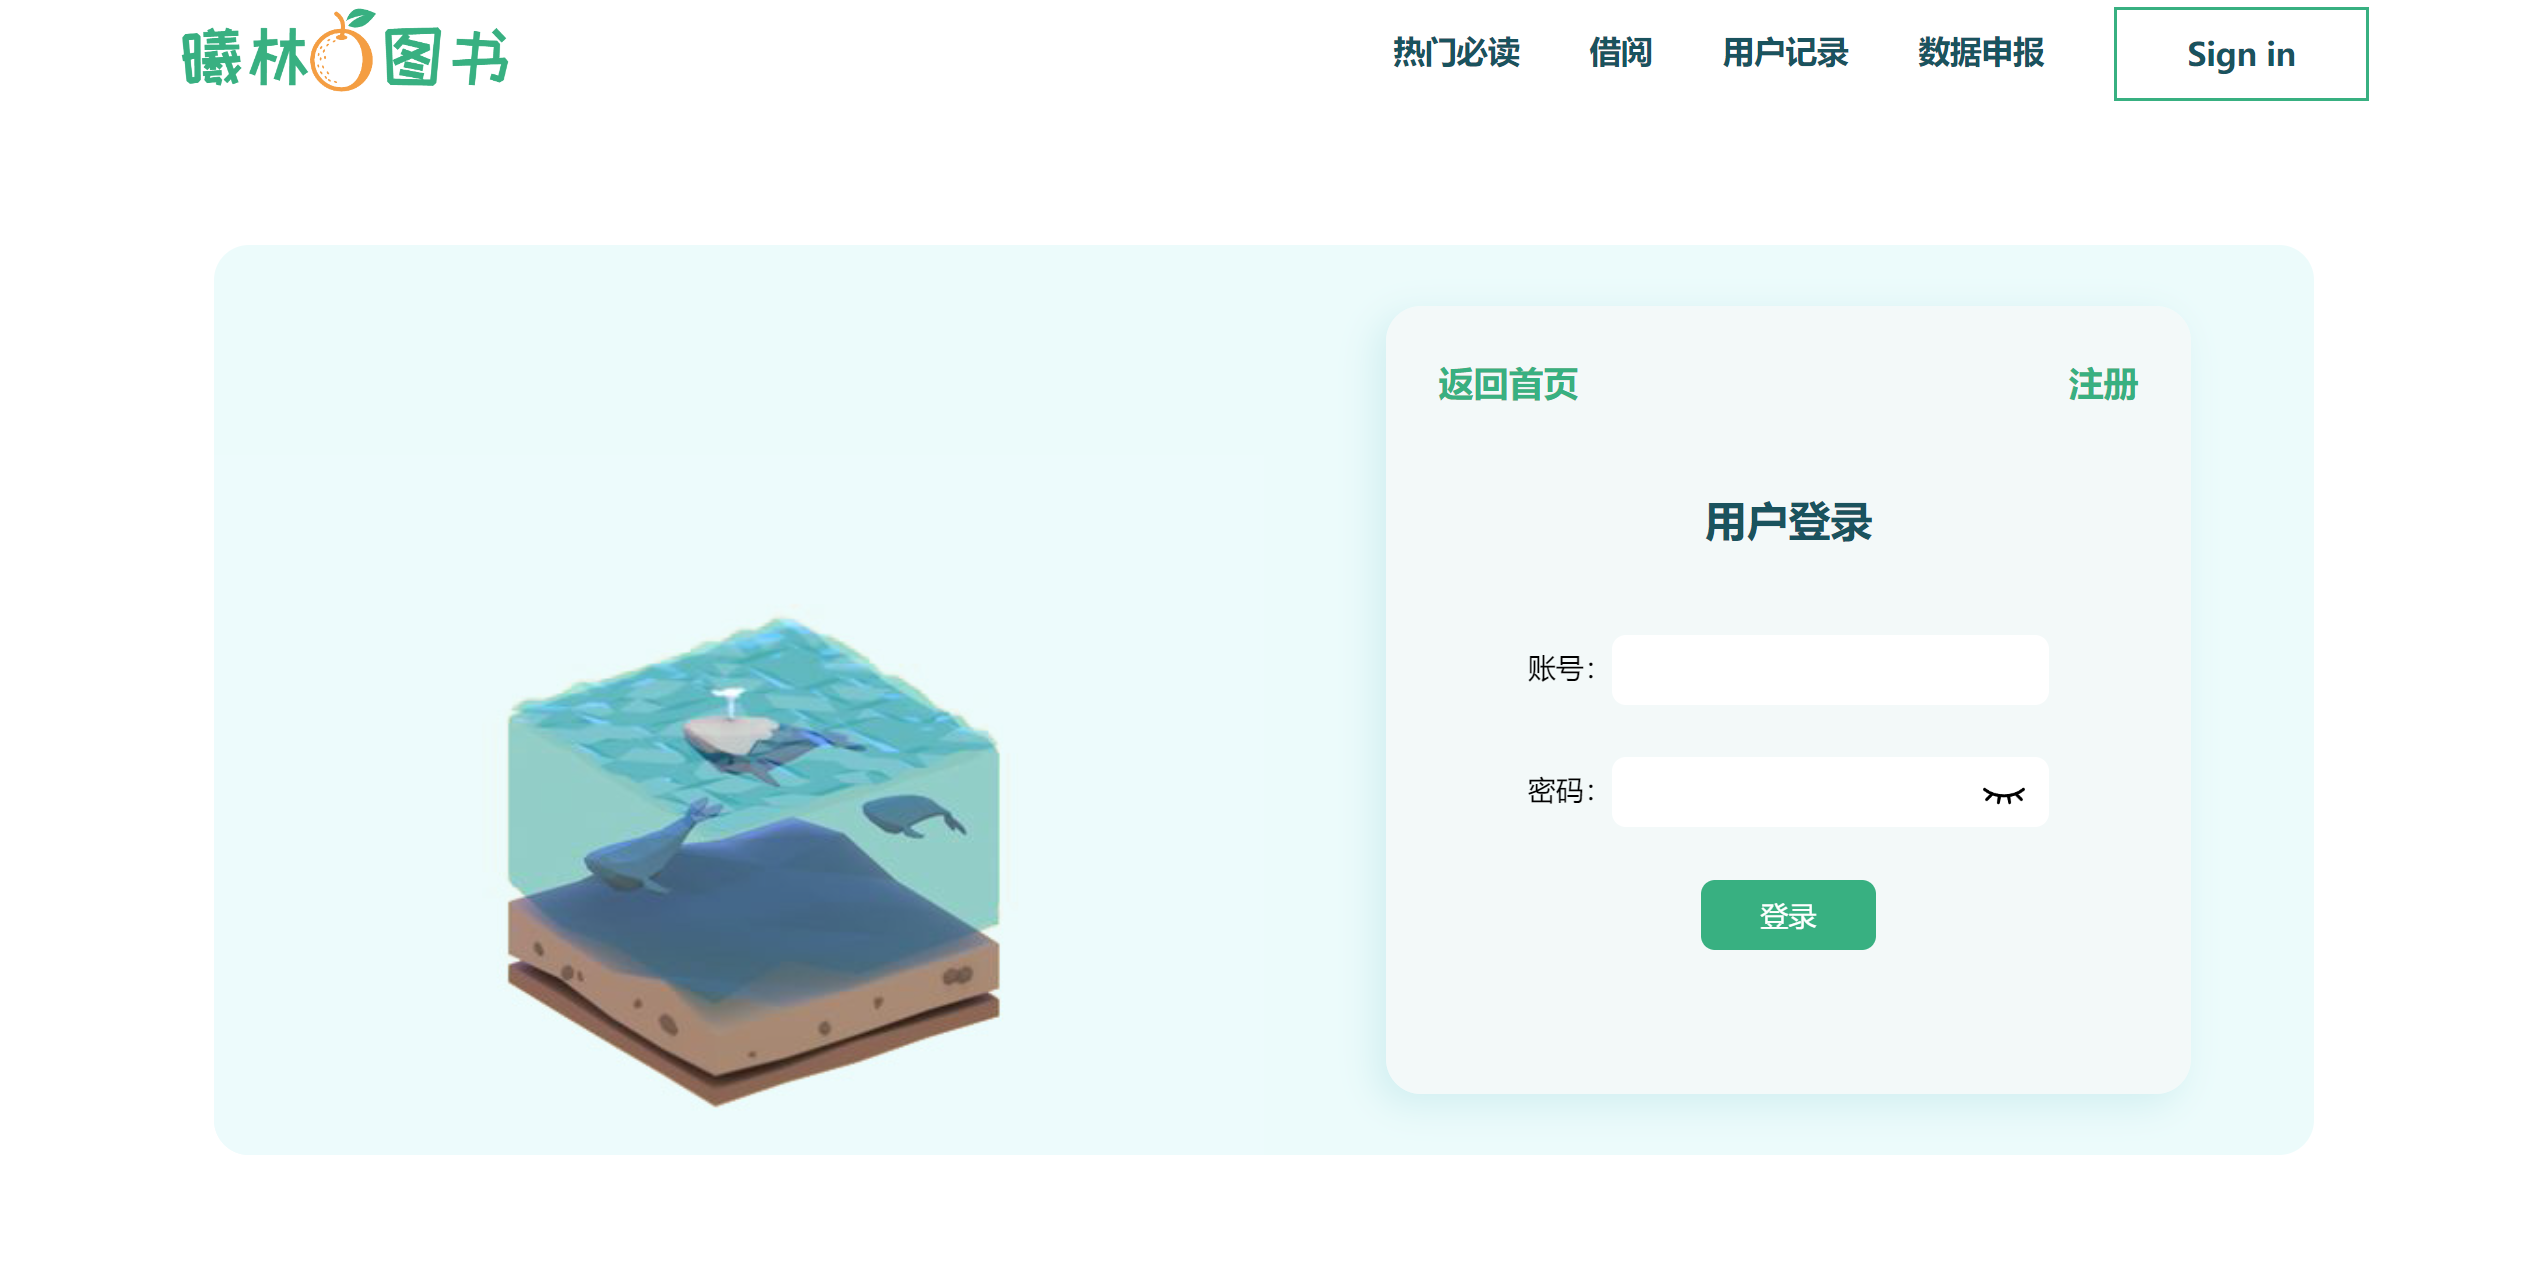 曦林图书
热门必读 借阅 用户记录 数据申报 Sign in
返回首页 注册
用户登录
账号：
密码：
登录